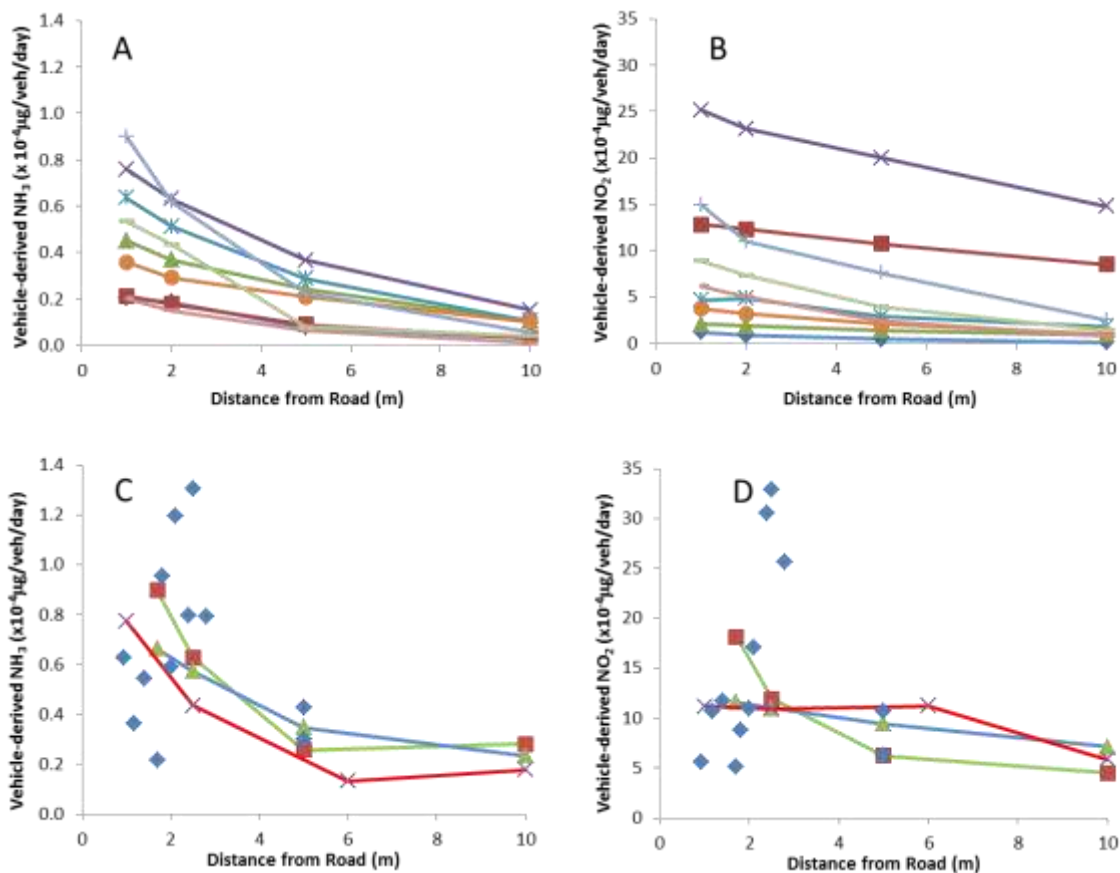 Vehicle-derived NH₃ (x 10⁻⁴µg/veh/day)
A
1.4
1.2
1.0
0.8
0.6
0.4
0.2
0.0
0 2 4 6 8 10
Distance from Road (m)
Vehicle-derived NO₂ (x10⁻⁴µg/veh/day)
B
35
30
25
20
15
10
5
0
0 2 4 6 8 10
Distance from Road (m)
Vehicle-derived NH₃ (x10⁻⁴µg/veh/day)
C
1.4
1.2
1.0
0.8
0.6
0.4
0.2
0.0
0 2 4 6 8 10
Distance from Road (m)
Vehicle-derived NO₂ (x10⁻⁴µg/veh/day)
D
35
30
25
20
15
10
5
0
0 2 4 6 8 10
Distance from Road (m)